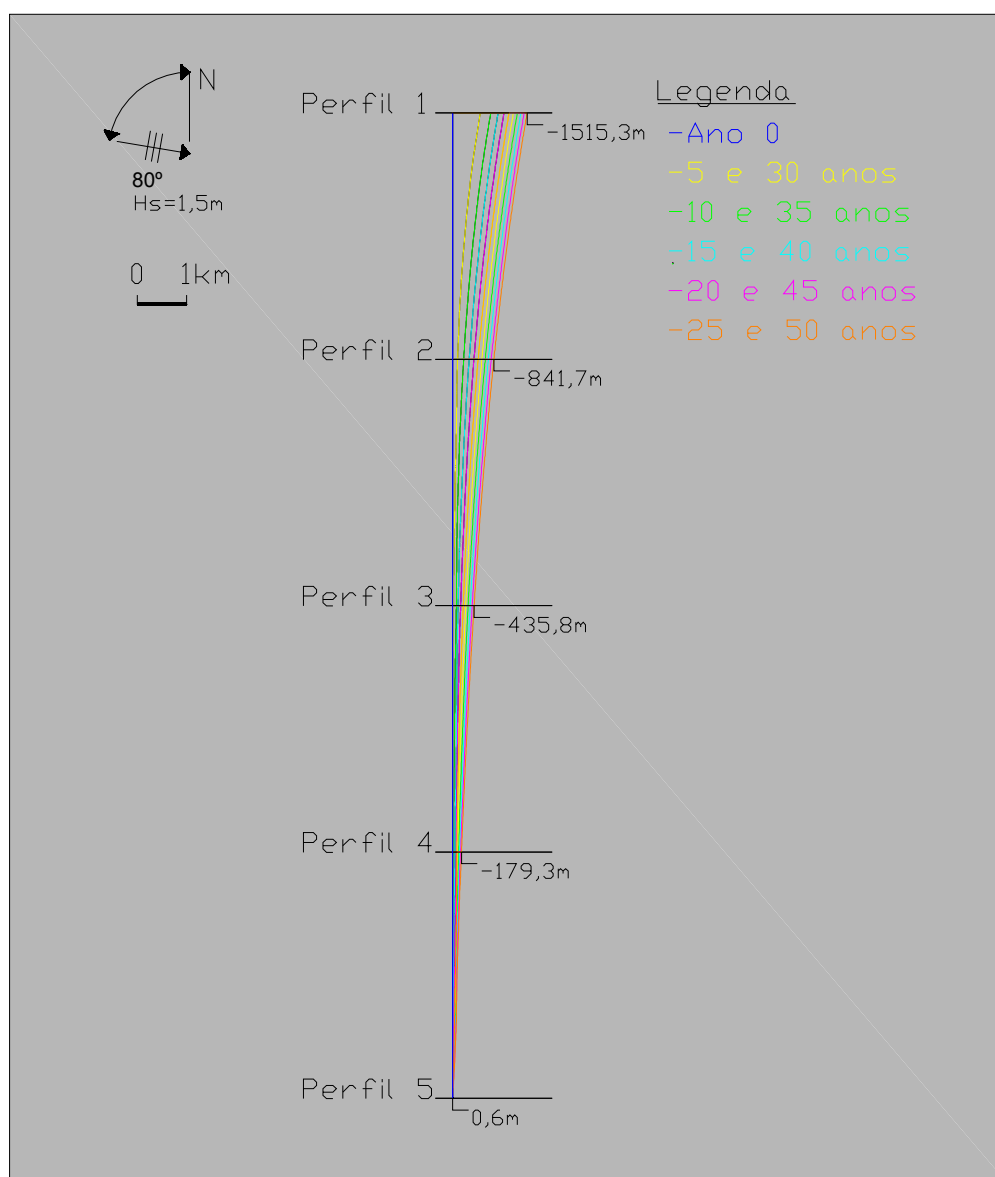 N
80º
Hs=1,5m
0 1km
Perfil 1
-1515,3m
Legenda
-Ano 0
-5 e 30 anos
-10 e 35 anos
-15 e 40 anos
-20 e 45 anos
-25 e 50 anos
Perfil 2
-841,7m
Perfil 3
-435,8m
Perfil 4
-179,3m
Perfil 5
0,6m